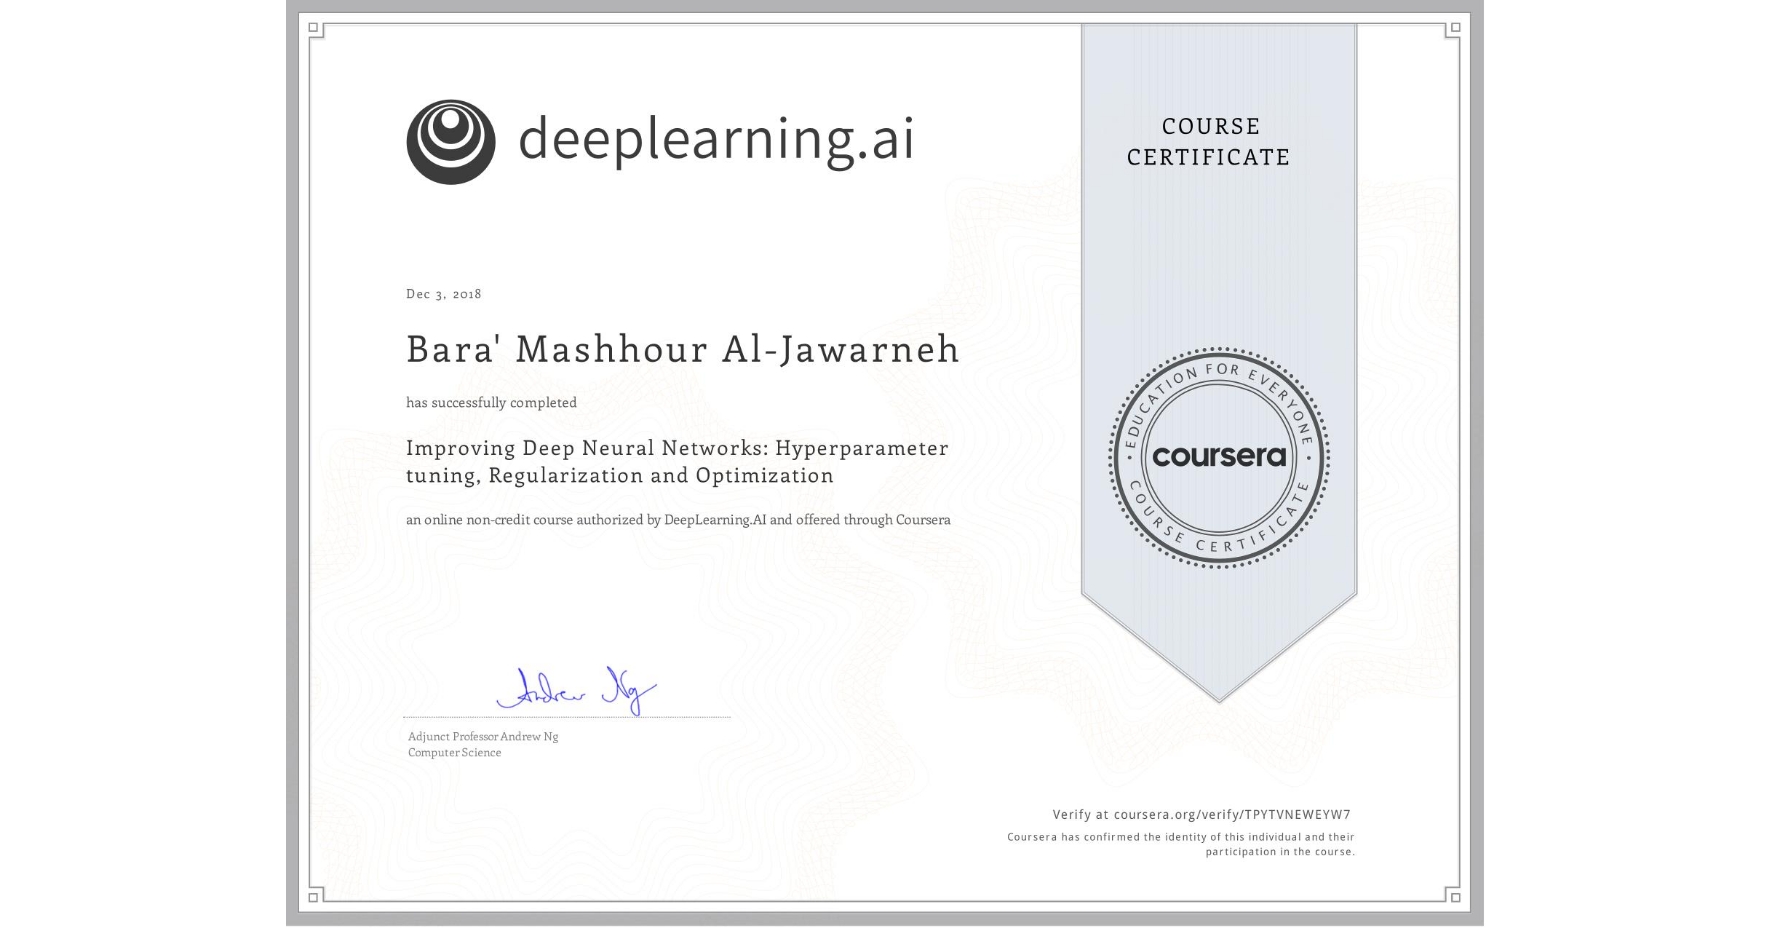 deeplearning.ai
COURSE
CERTIFICATE
Dec 3, 2018
Bara' Mashhour Al-Jawarneh
has successfully completed
Improving Deep Neural Networks: Hyperparameter
tuning, Regularization and Optimization
an online non-credit course authorized by DeepLearning.AI and offered through Coursera
EDUCATION FOR EVERYONE
coursera
COURSE CERTIFICATE
Andrew Ng
Adjunct Professor Andrew Ng
Computer Science
Verify at coursera.org/verify/TPYTVNEWEYW7
Coursera has confirmed the identity of this individual and their
participation in the course.